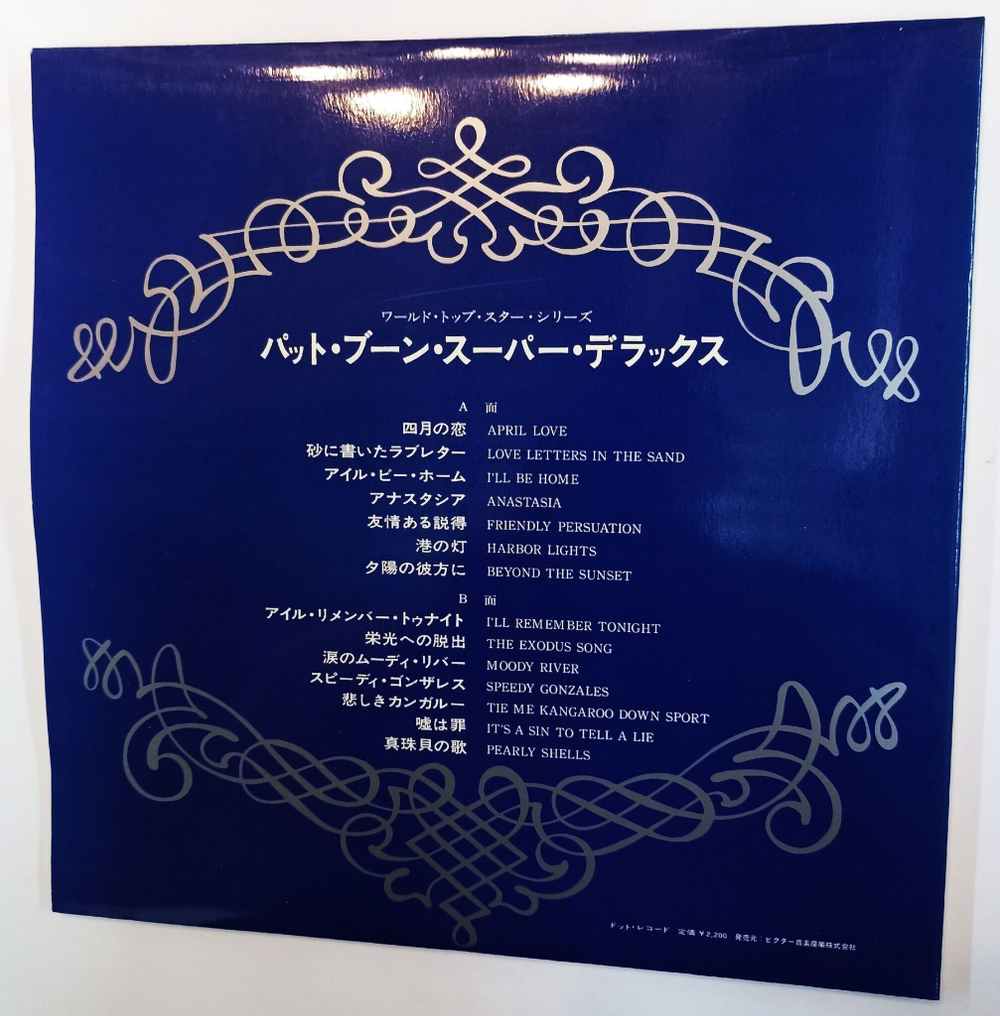 ワールド・トップ・スター・シリーズ
パット・ブーン・スーパー・デラックス
A 面
四月の恋 APRIL LOVE
砂に書いたラブレター LOVE LETTERS IN THE SAND
アイル・ビー・ホーム I'LL BE HOME
アナスタシア ANASTASIA
友情ある説得 FRIENDLY PERSUATION
港の灯 HARBOR LIGHTS
夕陽の彼方に BEYOND THE SUNSET
B 面
アイル・リメンバー・トゥナイト I'LL REMEMBER TONIGHT
栄光への脱出 THE EXODUS SONG
涙のムーディ・リバー MOODY RIVER
スピーディ・ゴンザレス SPEEDY GONZALES
悲しきカンガルー TIE ME KANGAROO DOWN SPORT
嘘は罪 IT'S A SIN TO TELL A LIE
真珠貝の歌 PEARLY SHELLS
ドット・レコード 定価 ¥2,200 発売元：ビクター音楽産業株式会社